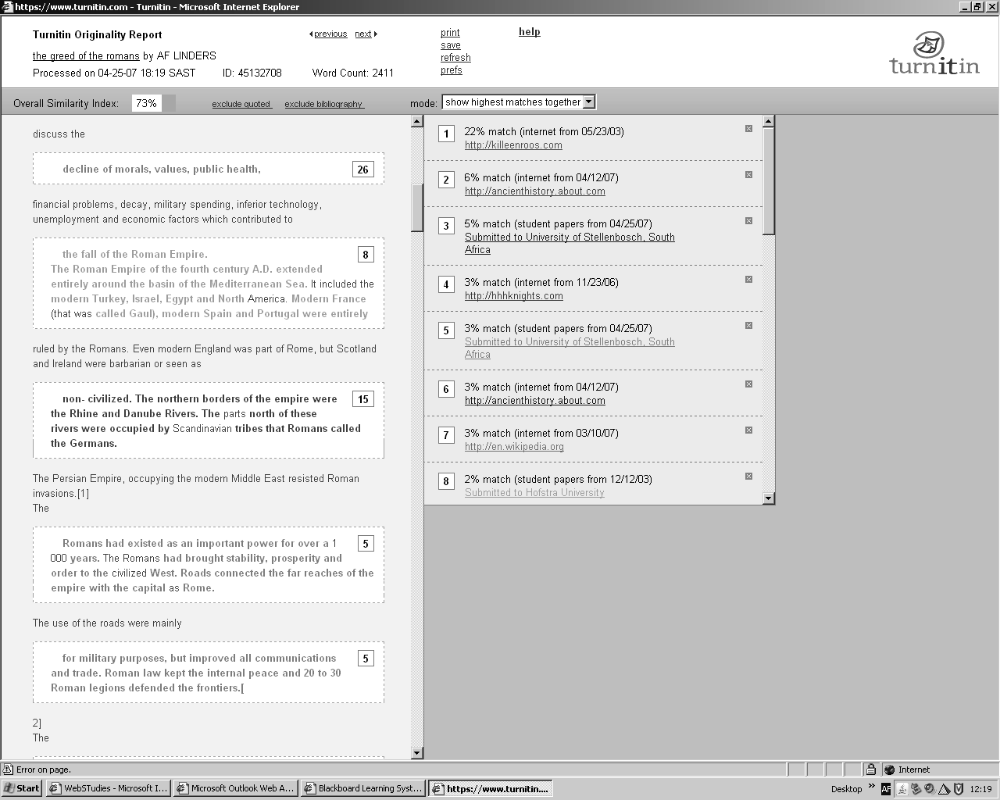 https://www.turnitin.com - Turnitin - Microsoft Internet Explorer
Turnitin Originality Report
previous next
print
help
save
the greed of the romans by AF LINDERS
refresh
Processed on 04-25-07 18:19 SAST ID: 45132708 Word Count: 2411
prefs
turnitin
Overall Similarity Index: 73% exclude quoted exclude bibliography mode: show highest matches together
discuss the
decline of morals, values, public health, 26
financial problems, decay, military spending, inferior technology,
unemployment and economic factors which contributed to
the fall of the Roman Empire. 8
The Roman Empire of the fourth century A.D. extended
entirely around the basin of the Mediterranean Sea. It included the
modern Turkey, Israel, Egypt and North America. Modern France
(that was called Gaul), modern Spain and Portugal were entirely
ruled by the Romans. Even modern England was part of Rome, but Scotland
and Ireland were barbarian or seen as
non- civilized. The northern borders of the empire were 15
the Rhine and Danube Rivers. The parts north of these
rivers were occupied by Scandinavian tribes that Romans called
the Germans.
The Persian Empire, occupying the modern Middle East resisted Roman
invasions.[1]
The
Romans had existed as an important power for over a 1 5
000 years. The Romans had brought stability, prosperity and
order to the civilized West. Roads connected the far reaches of the
empire with the capital as Rome.
The use of the roads were mainly
for military purposes, but improved all communications 5
and trade. Roman law kept the internal peace and 20 to 30
Roman legions defended the frontiers.[
2]
The
1 22% match (internet from 05/23/03)
http://killeenroos.com
2 6% match (internet from 04/12/07)
http://ancienthistory.about.com
3 5% match (student papers from 04/25/07)
Submitted to University of Stellenbosch, South
Africa
4 3% match (internet from 11/23/06)
http://hhhknights.com
5 3% match (student papers from 04/25/07)
Submitted to University of Stellenbosch, South
Africa
6 3% match (internet from 04/12/07)
http://ancienthistory.about.com
7 3% match (internet from 03/10/07)
http://en.wikipedia.org
8 2% match (student papers from 12/12/03)
Submitted to Hofstra University
Error on page. Internet
Start WebSTudies - Microsoft I... Microsoft Outlook Web A... Blackboard Learning Syst... https://www.turnitin.... Desktop » AF 12:19